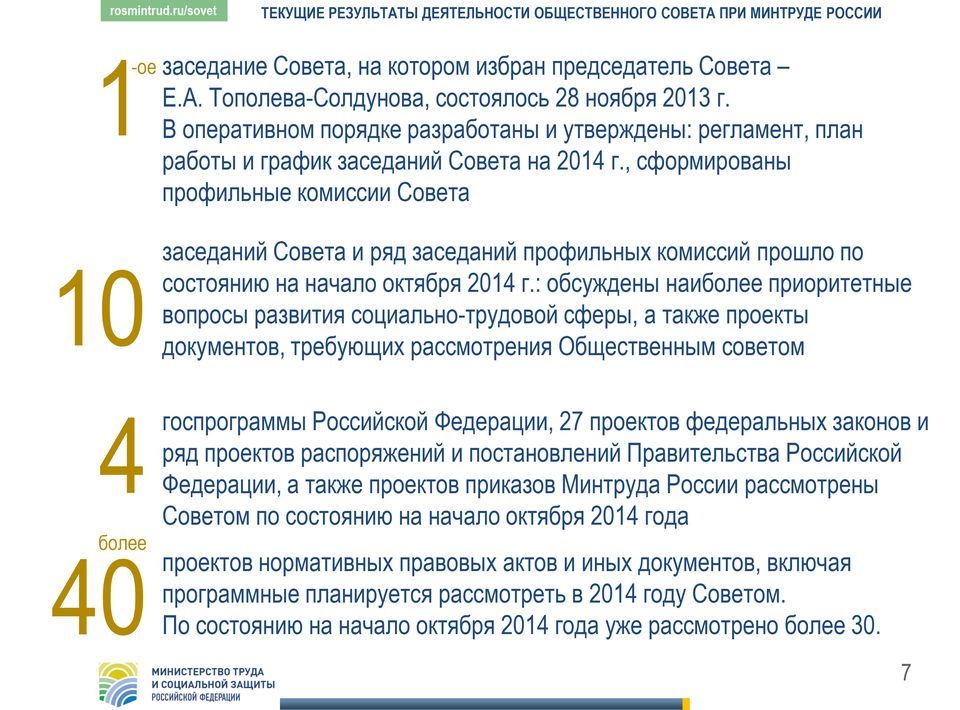 rosmintrud.ru/sovet
ТЕКУЩИЕ РЕЗУЛЬТАТЫ ДЕЯТЕЛЬНОСТИ ОБЩЕСТВЕННОГО СОВЕТА ПРИ МИНТРУДЕ РОССИИ
1-ое заседание Совета, на котором избран председатель Совета –
Е.А. Тополева-Солдунова, состоялось 28 ноября 2013 г.
В оперативном порядке разработаны и утверждены: регламент, план
работы и график заседаний Совета на 2014 г., сформированы
профильные комиссии Совета
10
заседаний Совета и ряд заседаний профильных комиссий прошло по
состоянию на начало октября 2014 г.: обсуждены наиболее приоритетные
вопросы развития социально-трудовой сферы, а также проекты
документов, требующих рассмотрения Общественным советом
4
госпрограммы Российской Федерации, 27 проектов федеральных законов и
ряд проектов распоряжений и постановлений Правительства Российской
Федерации, а также проектов приказов Минтруда России рассмотрены
Советом по состоянию на начало октября 2014 года
более
40
проектов нормативных правовых актов и иных документов, включая
программные планируется рассмотреть в 2014 году Советом.
По состоянию на начало октября 2014 года уже рассмотрено более 30.
МИНИСТЕРСТВО ТРУДА
И СОЦИАЛЬНОЙ ЗАЩИТЫ
РОССИЙСКОЙ ФЕДЕРАЦИИ
7